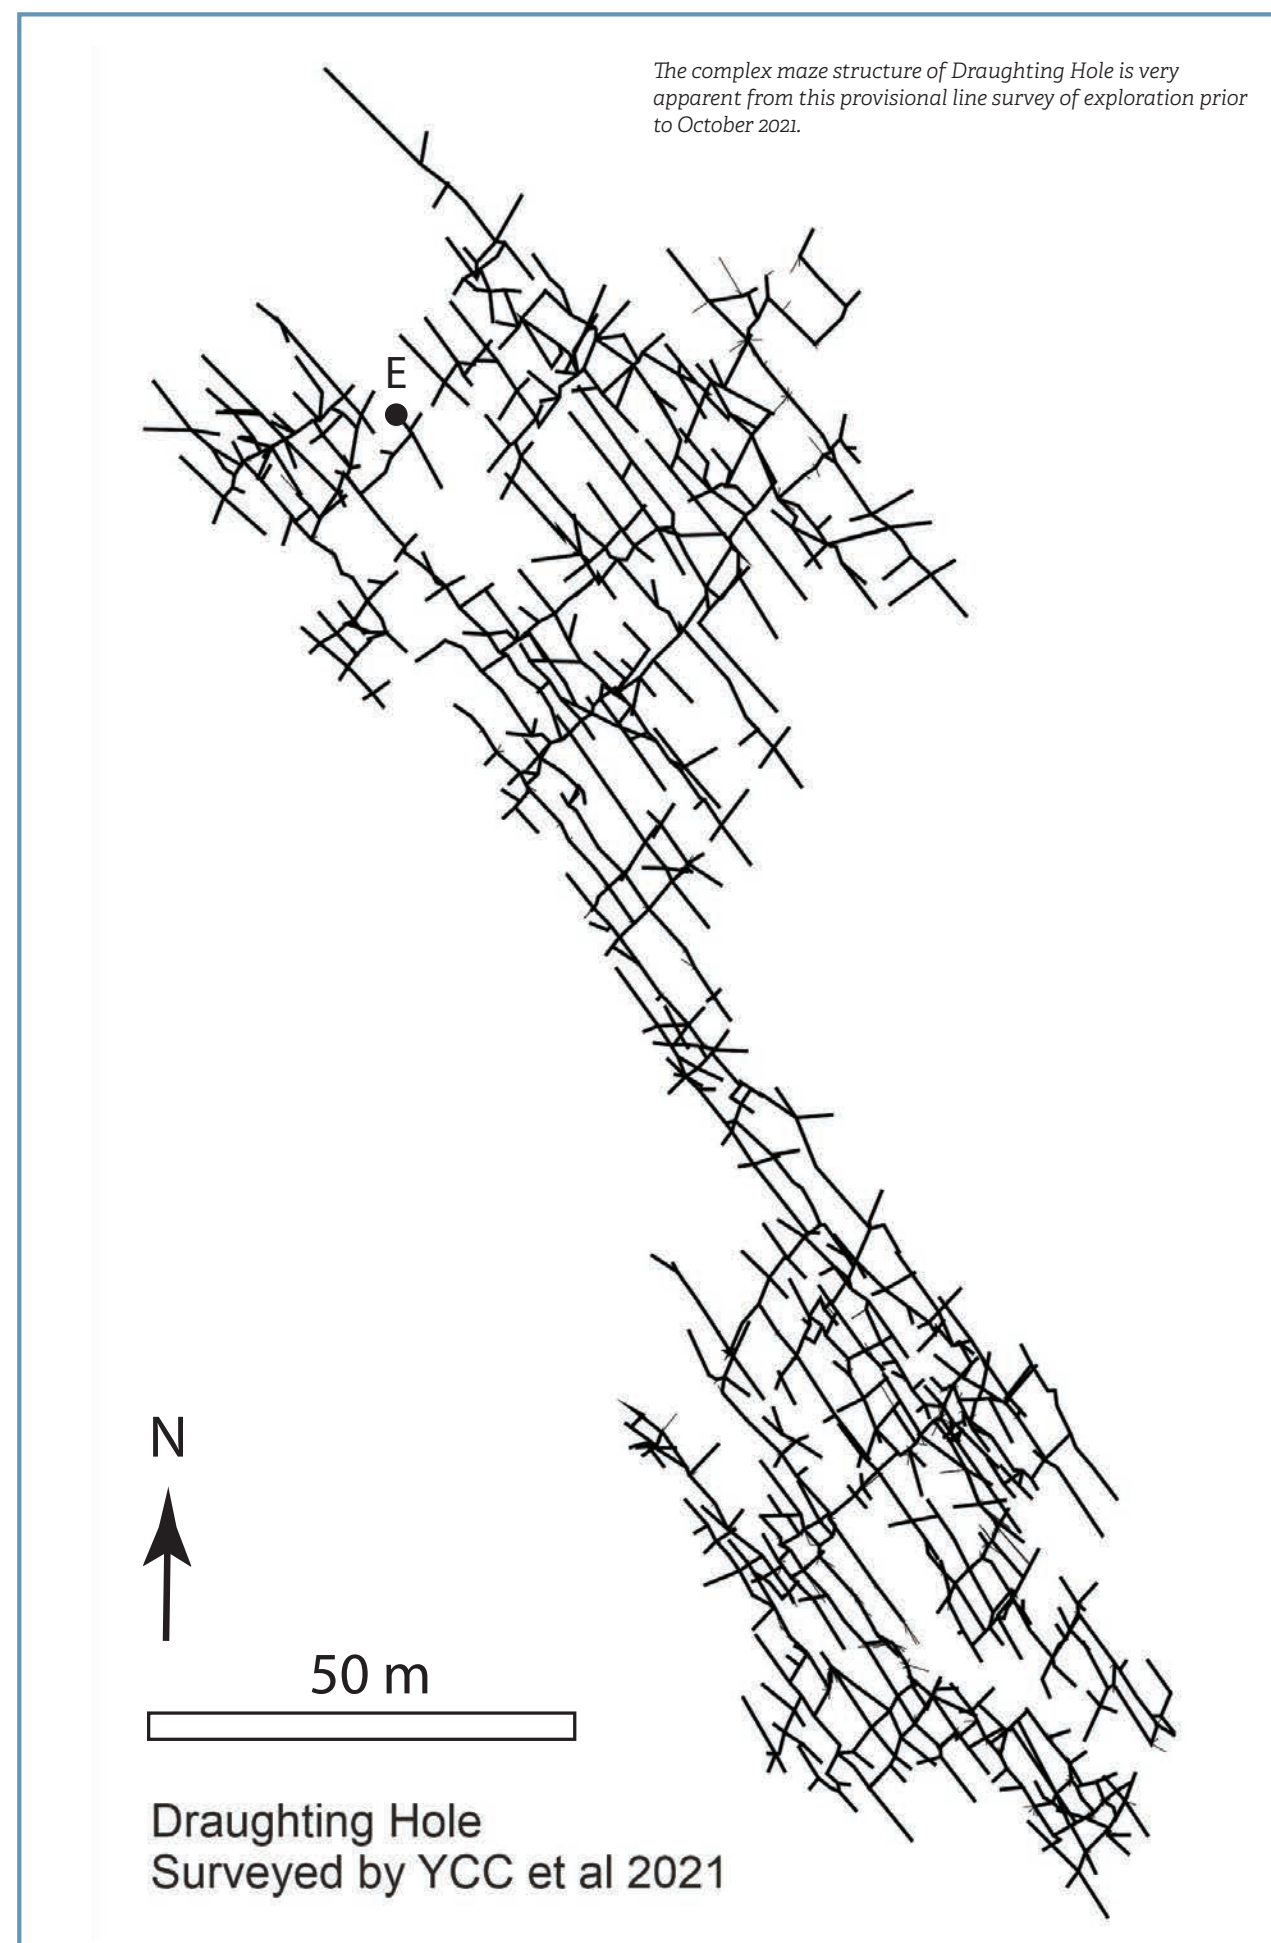 The complex maze structure of Draughting Hole is very
apparent from this provisional line survey of exploration prior
to October 2021.
E
N
50 m
Draughting Hole
Surveyed by YCC et al 2021